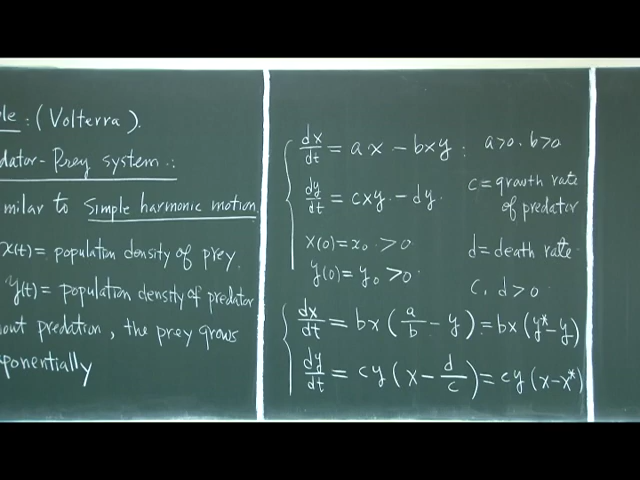 le : (Volterra).
dator-Prey system :
milar to Simple harmonic motion
x(t) = population density of prey.
y(t) = population density of predator
out predation, the prey grows
ponentially
dx/dt = ax - bxy : a>0. b>0
dy/dt = cxy - dy. c = growth rate
of predator
x(0) = x₀ > 0 d = death rate
y(0) = y₀ > 0 c, d > 0
dx/dt = bx(a/b - y) = bx(y* - y)
dy/dt = cy(x - d/c) = cy(x - x*)